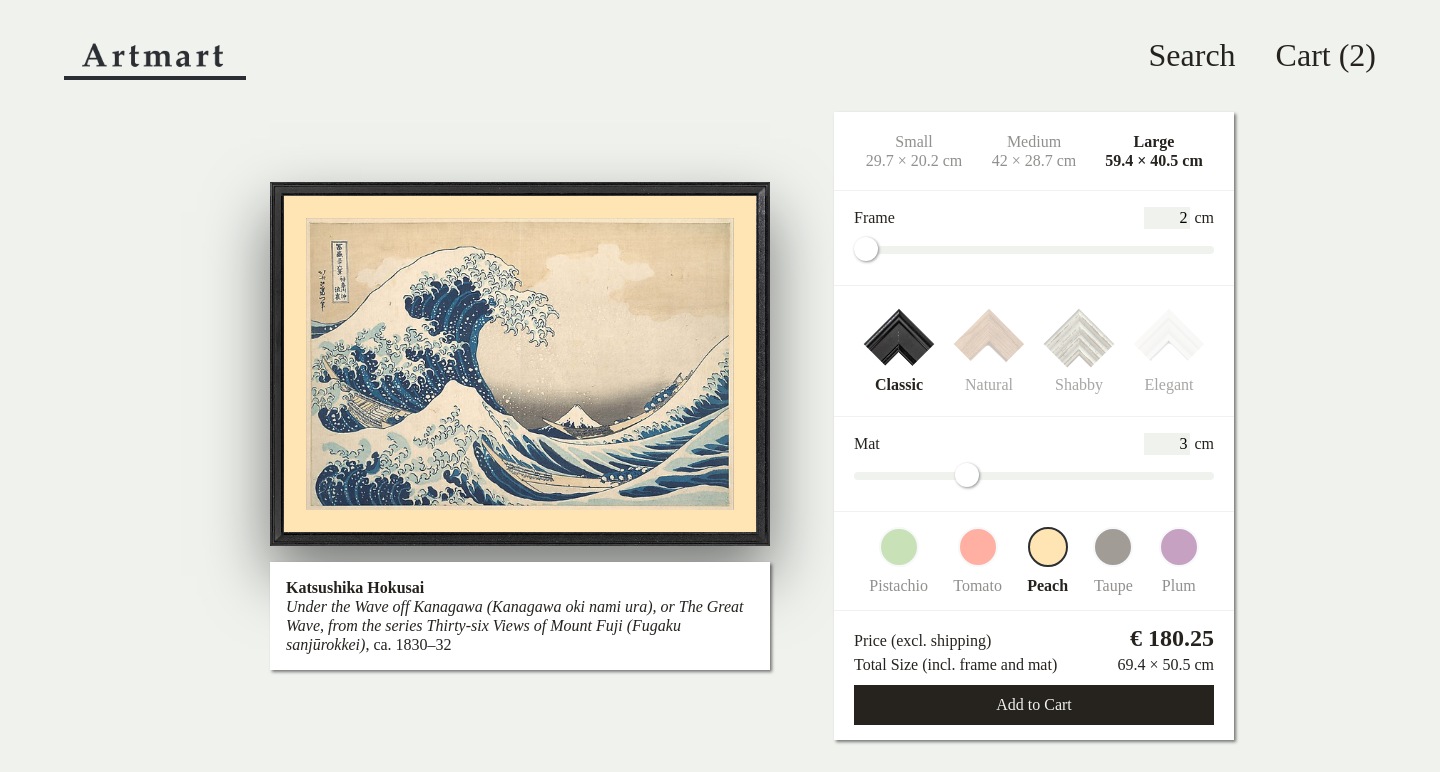 Artmart
Search
Cart (2)
Small
29.7 × 20.2 cm
Medium
42 × 28.7 cm
Large
59.4 × 40.5 cm
Frame
2 cm
Classic
Natural
Shabby
Elegant
Mat
3 cm
Pistachio
Tomato
Peach
Taupe
Plum
Price (excl. shipping)
€ 180.25
Total Size (incl. frame and mat)
69.4 × 50.5 cm
Add to Cart
Katsushika Hokusai
Under the Wave off Kanagawa (Kanagawa oki nami ura), or The Great
Wave, from the series Thirty-six Views of Mount Fuji (Fugaku
sanjūrokkei), ca. 1830–32